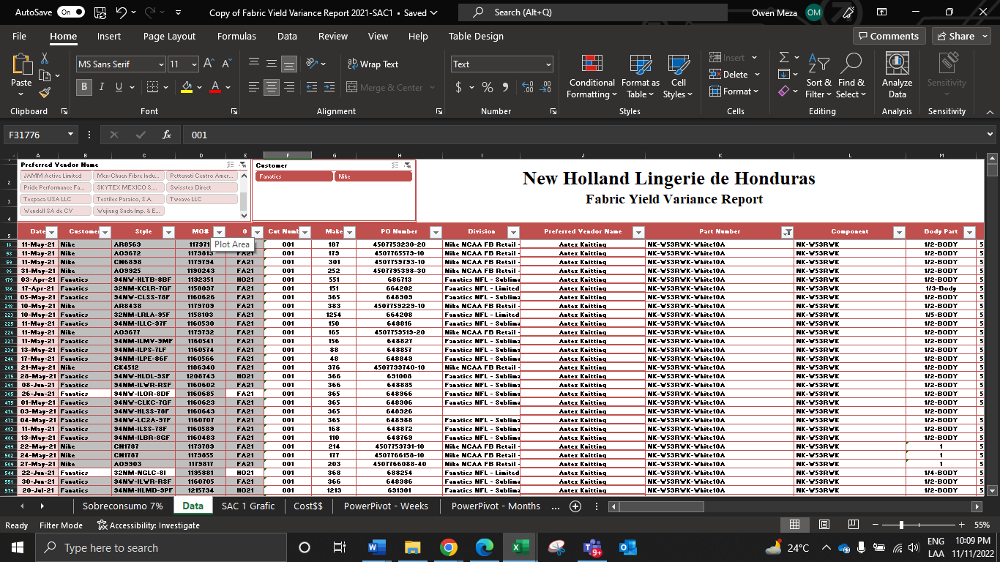 AutoSave On Copy of Fabric Yield Variance Report 2021-SAC1 • Saved Search (Alt+Q) Owen Meza OM
File Home Insert Page Layout Formulas Data Review View Help Table Design Comments Share
Paste MS Sans Serif 11 Wrap Text Text Conditional Formatting Format as Table Cell Styles Insert Sort & Filter Find & Select Analyze Data Sensitivity
B I U Merge & Center $ % Delete Format
Clipboard Font Alignment Number Styles Cells Editing Analysis Sensitivity
F31776 fx 001
A B C D E F G H I J K L M
Preferred Vendor Name Customer
JAMM Active Limited Men-Chuen Fibre Indu... Pettenati Centro Amer... Fanatics Nike
Pride Performance Fa... SKYTEX MEXICO S.... Swisstex Direct
Texpasa USA LLC Textiles Paraiso, S.A. Tweave LLC
Wendell SA de CV Wujiang Suda Imp. & E...
New Holland Lingerie de Honduras
Fabric Yield Variance Report
Date Custome Style MO# 0 Cut Numb Make PO Number Division Preferred Vendor Name Part Number Component Body Part
Plot Area
18 11-May-21 Nike AR8569 117971 001 187 4507759230-20 Nike NCAA FB Retail - Antex Knitting NK-W53RWK-White10A NK-W53RWK 1/2-BODY 5
58 11-May-21 Nike AO9672 1179813 FA21 001 179 4507765579-10 Nike NCAA FB Retail - Antex Knitting NK-W53RWK-White10A NK-W53RWK 1/2-BODY 5
59 11-May-21 Nike CN6898 1179794 FA21 001 301 4507759793-10 Nike NCAA FB Retail - Antex Knitting NK-W53RWK-White10A NK-W53RWK 1/2-BODY 5
86 31-May-21 Nike AO9925 1190243 FA21 001 252 4507795398-30 Nike NCAA FB Retail - Antex Knitting NK-W53RWK-White10A NK-W53RWK 1/2-BODY 5
179 03-Apr-21 Fanatics 94NW-HLTB-8BF 1192351 HO21 001 551 686713 Fanatics NFL - Sublima Antex Knitting NK-W53RWK-White10A NK-W53RWK 1/2-BODY 5
186 17-Apr-21 Fanatics 32NM-KCLR-7GF 1158097 FA21 001 151 664202 Fanatics NFL - Limited Antex Knitting NK-W53RWK-White10A NK-W53RWK 1/3-Body 5
211 05-May-21 Fanatics 94NW-CLSS-78F 1160626 FA21 001 365 648909 Fanatics NFL - Sublima Antex Knitting NK-W53RWK-White10A NK-W53RWK 1/2-BODY 5
218 10-May-21 Nike AR8438 1179709 FA21 001 383 4507759229-10 Nike NCAA FB Retail - Antex Knitting NK-W53RWK-White10A NK-W53RWK 1/2-BODY 5
223 10-May-21 Fanatics 32NM-LRLA-95F 1158103 FA21 001 1254 664208 Fanatics NFL - Limited Antex Knitting NK-W53RWK-White10A NK-W53RWK 1/5-BODY 5
225 11-May-21 Fanatics 94NM-ILLC-97F 1160530 FA21 001 150 648816 Fanatics NFL - Sublima Antex Knitting NK-W53RWK-White10A NK-W53RWK 1/2-BODY 5
226 11-May-21 Nike AO9677 1179732 FA21 001 165 4507759519-20 Nike NCAA FB Retail - Antex Knitting NK-W53RWK-White10A NK-W53RWK 1/2-BODY 5
227 11-May-21 Fanatics 94NM-ILMY-9MF 1160541 FA21 001 156 648827 Fanatics NFL - Sublima Antex Knitting NK-W53RWK-White10A NK-W53RWK 1/2-BODY 5
234 13-May-21 Fanatics 94NM-ILPS-7LF 1160574 FA21 001 88 648857 Fanatics NFL - Sublima Antex Knitting NK-W53RWK-White10A NK-W53RWK 1/2-BODY 5
246 17-May-21 Fanatics 94NM-ILPE-86F 1160566 FA21 001 48 648849 Fanatics NFL - Sublima Antex Knitting NK-W53RWK-White10A NK-W53RWK 1/2-BODY 5
265 21-May-21 Nike CK4512 1186340 FA21 001 376 4507799740-10 Nike NCAA FB Retail - Antex Knitting NK-W53RWK-White10A NK-W53RWK 1/2-BODY 5
275 28-May-21 Fanatics 94NW-HLDL-9SF 1208743 HO21 001 366 691008 Fanatics NFL - Sublima Antex Knitting NK-W53RWK-White10A NK-W53RWK 1/2-BODY 5
291 08-Jun-21 Fanatics 94NM-ILWR-RSF 1160602 FA21 001 366 648885 Fanatics NFL - Sublima Antex Knitting NK-W53RWK-White10A NK-W53RWK 1/2-BODY 5
305 26-Jun-21 Fanatics 94NW-ILOR-8DF 1160685 FA21 001 365 648966 Fanatics NFL - Sublima Antex Knitting NK-W53RWK-White10A NK-W53RWK 1/2-BODY 5
475 01-May-21 Fanatics 94NW-CLKC-7GF 1160623 FA21 001 365 648906 Fanatics NFL - Sublima Antex Knitting NK-W53RWK-White10A NK-W53RWK 1/2-BODY 5
476 03-May-21 Fanatics 94NW-HLSS-78F 1160643 FA21 001 365 648926 Antex Knitting NK-W53RWK-White10A NK-W53RWK 1/2-BODY 5
478 04-May-21 Fanatics 94NW-LC2A-97F 1160707 FA21 001 365 648988 Fanatics NFL - Sublima Antex Knitting NK-W53RWK-White10A NK-W53RWK 1/2-BODY 5
483 11-May-21 Fanatics 94NM-ILSS-78F 1160589 FA21 001 168 648872 Fanatics NFL - Sublima Antex Knitting NK-W53RWK-White10A NK-W53RWK 1/2-BODY 5
486 13-May-21 Fanatics 94NM-ILBR-8GF 1160483 FA21 001 110 648769 Fanatics NFL - Sublima Antex Knitting NK-W53RWK-White10A NK-W53RWK 1/2-BODY 5
499 22-May-21 Nike CN1787 1179789 FA21 001 214 4507759791-10 Nike NCAA FB Retail - Antex Knitting NK-W53RWK-White10A NK-W53RWK 1 5
502 24-May-21 Nike CN1787 1179855 FA21 001 177 4507766158-10 Nike NCAA FB Retail - Antex Knitting NK-W53RWK-White10A NK-W53RWK 1 5
509 27-May-21 Nike AO9903 1179817 FA21 001 203 4507766088-40 Nike NCAA FB Retail - Antex Knitting NK-W53RWK-White10A NK-W53RWK 1 5
544 22-Jun-21 Fanatics 32NM-NGLC-8I 1195881 HO21 001 368 688254 Fanatics NFL - Limited Antex Knitting NK-W53RWK-White10A NK-W53RWK 1/4-BODY 5
551 30-Jun-21 Fanatics 94NW-ILWR-RSF 1160705 FA21 001 366 648986 Fanatics NFL - Sublima Antex Knitting NK-W53RWK-White10A NK-W53RWK 1/2-BODY 5
579 20-Jul-21 Fanatics 94NM-HLMD-9PF 1215734 HO21 001 1213 691901 Fanatics NFL - Sublima Antex Knitting NK-W53RWK-White10A NK-W53RWK 1/2-BODY 5
Sobreconsumo 7% Data SAC 1 Grafic Cost$$ PowerPivot - Weeks PowerPivot - Months ...
Ready Filter Mode Accessibility: Investigate 55%
Type here to search 9+ 24°C ENG LAA 10:09 PM 11/11/2022